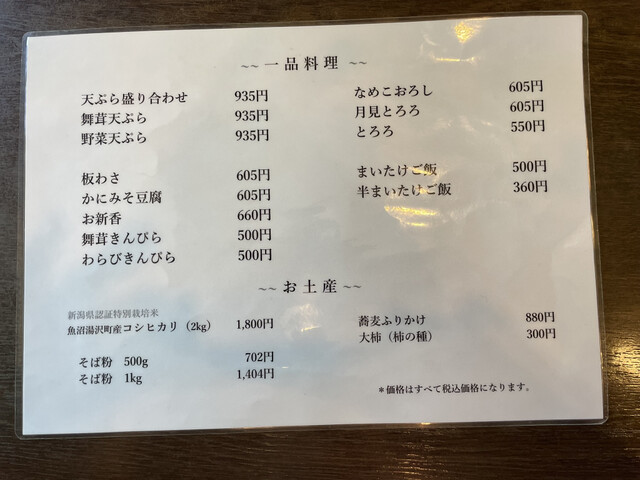 ~~ 一品料理 ~~
天ぷら盛り合わせ 935円
舞茸天ぷら 935円
野菜天ぷら 935円
板わさ 605円
かにみそ豆腐 605円
お新香 660円
舞茸きんぴら 500円
わらびきんぴら 500円
なめこおろし 605円
月見とろろ 605円
とろろ 550円
まいたけご飯 500円
半まいたけご飯 360円
~~ お土産 ~~
新潟県認証特別栽培米
魚沼湯沢町産コシヒカリ（2kg） 1,800円
そば粉 500g 702円
そば粉 1kg 1,404円
蕎麦ふりかけ 880円
大柿（柿の種） 300円
＊価格はすべて税込価格になります。